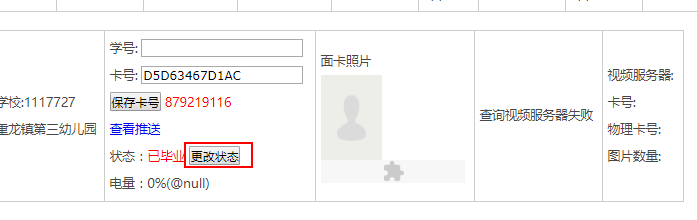 学校:1117727
重龙镇第三幼儿园
学号:
卡号: D5D63467D1AC
保存卡号 879219116
查看推送
状态：已毕业 更改状态
电量：0%(@null)
面卡照片
查询视频服务器失败
视频服务器:
卡号:
物理卡号:
图片数量: